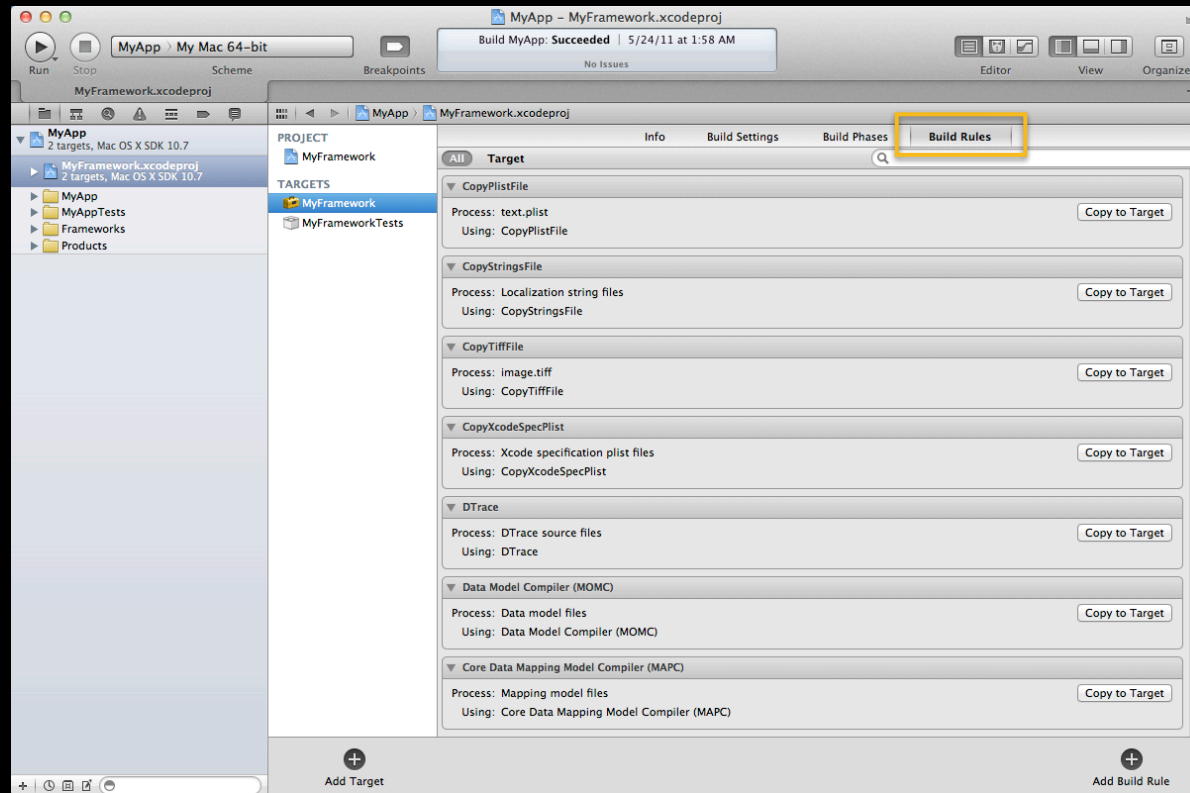 MyApp – MyFramework.xcodeproj
MyApp › My Mac 64-bit
Build MyApp: Succeeded | 5/24/11 at 1:58 AM
No Issues
Run Stop Scheme Breakpoints Editor View Organize
MyFramework.xcodeproj
MyApp › MyFramework.xcodeproj
MyApp
2 targets, Mac OS X SDK 10.7
MyFramework.xcodeproj
2 targets, Mac OS X SDK 10.7
MyApp
MyAppTests
Frameworks
Products
PROJECT
MyFramework
TARGETS
MyFramework
MyFrameworkTests
Info Build Settings Build Phases Build Rules
All Target
CopyPlistFile
Process: text.plist Copy to Target
Using: CopyPlistFile
CopyStringsFile
Process: Localization string files Copy to Target
Using: CopyStringsFile
CopyTiffFile
Process: image.tiff Copy to Target
Using: CopyTiffFile
CopyXcodeSpecPlist
Process: Xcode specification plist files Copy to Target
Using: CopyXcodeSpecPlist
DTrace
Process: DTrace source files Copy to Target
Using: DTrace
Data Model Compiler (MOMC)
Process: Data model files Copy to Target
Using: Data Model Compiler (MOMC)
Core Data Mapping Model Compiler (MAPC)
Process: Mapping model files Copy to Target
Using: Core Data Mapping Model Compiler (MAPC)
Add Target Add Build Rule